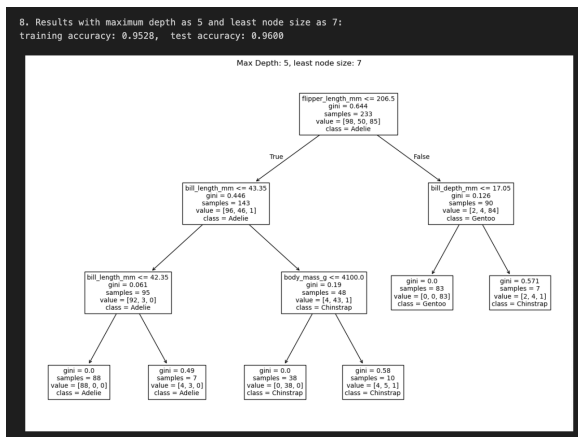 8. Results with maximum depth as 5 and least node size as 7:
training accuracy: 0.9528,  test accuracy: 0.9600
Max Depth: 5, least node size: 7
flipper_length_mm <= 206.5
gini = 0.644
samples = 233
value = [98, 50, 85]
class = Adelie
True
False
bill_length_mm <= 43.35
gini = 0.446
samples = 143
value = [96, 46, 1]
class = Adelie
bill_depth_mm <= 17.05
gini = 0.126
samples = 90
value = [2, 4, 84]
class = Gentoo
bill_length_mm <= 42.35
gini = 0.061
samples = 95
value = [92, 3, 0]
class = Adelie
body_mass_g <= 4100.0
gini = 0.19
samples = 48
value = [4, 43, 1]
class = Chinstrap
gini = 0.0
samples = 83
value = [0, 0, 83]
class = Gentoo
gini = 0.571
samples = 7
value = [2, 4, 1]
class = Chinstrap
gini = 0.0
samples = 88
value = [88, 0, 0]
class = Adelie
gini = 0.49
samples = 7
value = [4, 3, 0]
class = Adelie
gini = 0.0
samples = 38
value = [0, 38, 0]
class = Chinstrap
gini = 0.58
samples = 10
value = [4, 5, 1]
class = Chinstrap